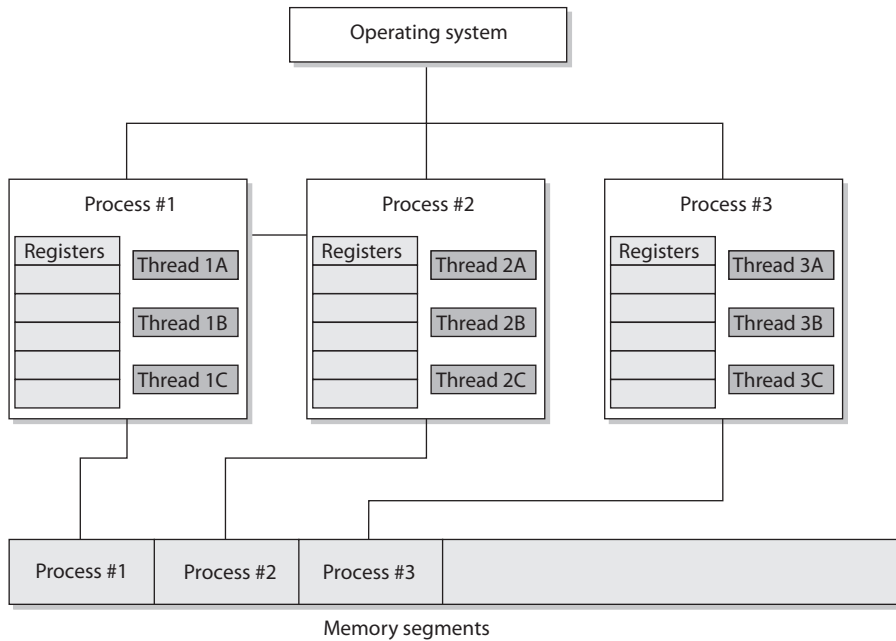 Operating system
Process #1
Process #2
Process #3
Registers
Thread 1A
Thread 1B
Thread 1C
Registers
Thread 2A
Thread 2B
Thread 2C
Registers
Thread 3A
Thread 3B
Thread 3C
Process #1
Process #2
Process #3
Memory segments